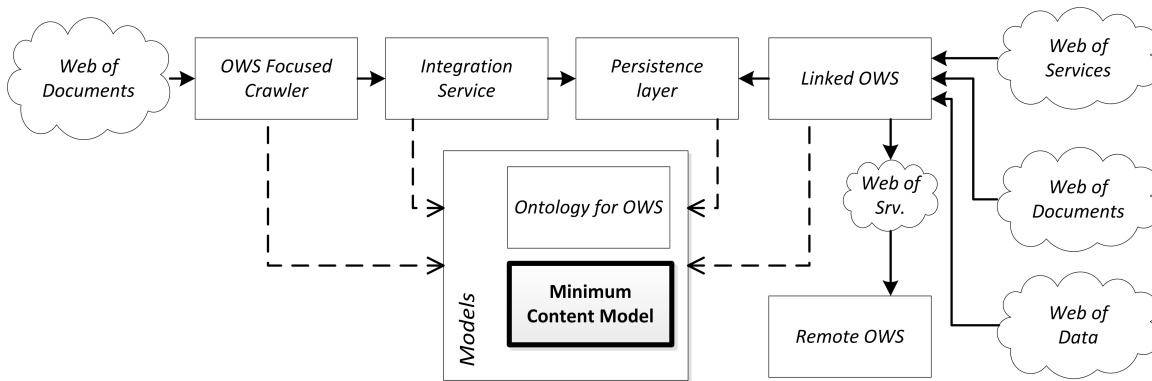 Web of
Documents
OWS Focused
Crawler
Integration
Service
Persistence
layer
Linked OWS
Web of
Services
Web of
Srv.
Web of
Documents
Ontology for OWS
Minimum
Content Model
Models
Remote OWS
Web of
Data